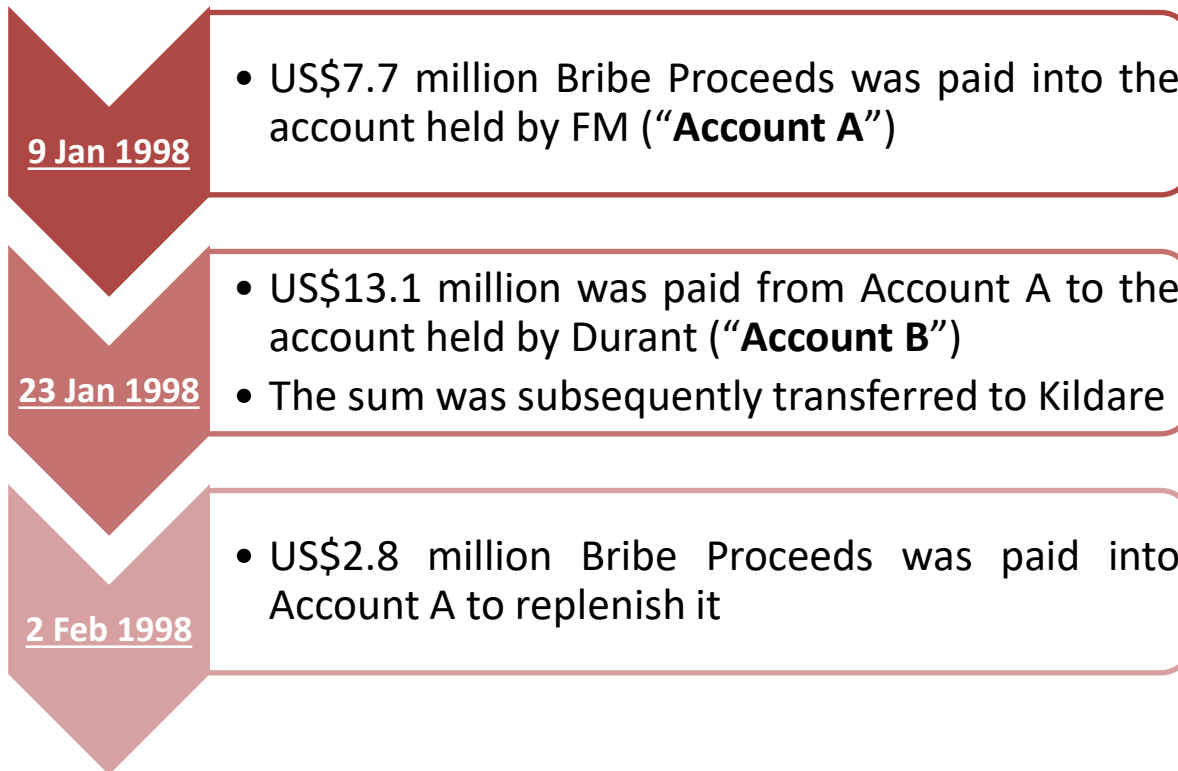 9 Jan 1998
• US$7.7 million Bribe Proceeds was paid into the
account held by FM (“Account A”)
23 Jan 1998
• US$13.1 million was paid from Account A to the
account held by Durant (“Account B”)
• The sum was subsequently transferred to Kildare
2 Feb 1998
• US$2.8 million Bribe Proceeds was paid into
Account A to replenish it